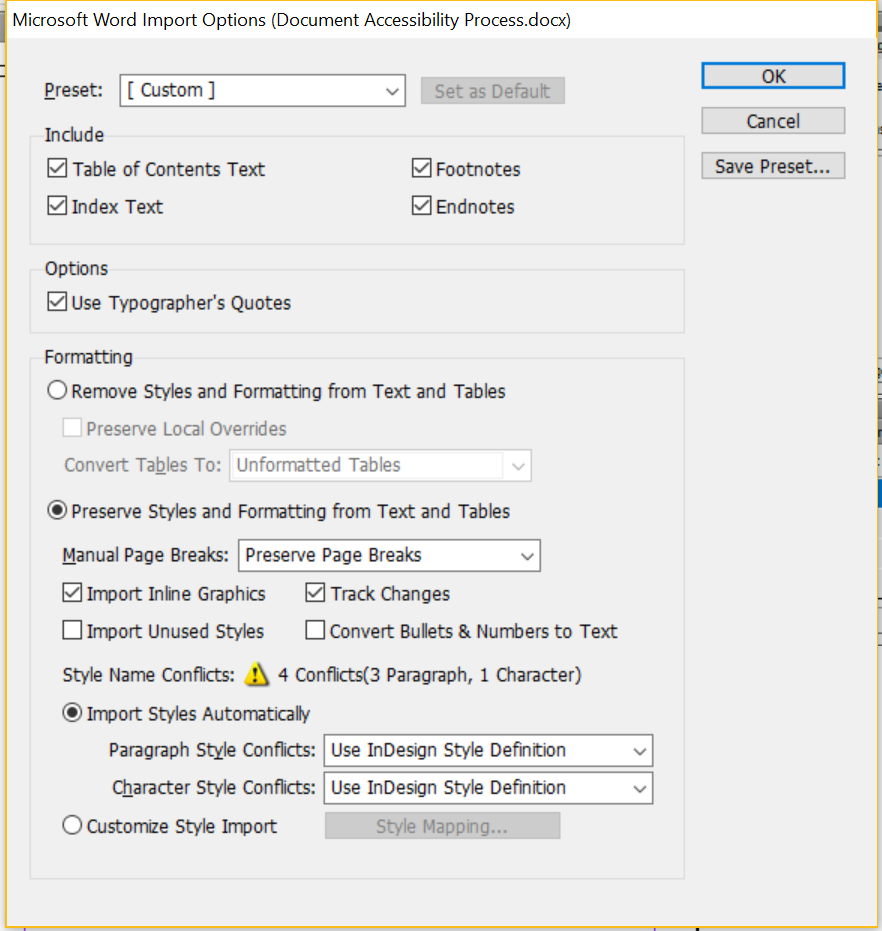 Microsoft Word Import Options (Document Accessibility Process.docx)
Preset: [ Custom ] Set as Default OK
Cancel
Save Preset...
Include
Table of Contents Text Footnotes
Index Text Endnotes
Options
Use Typographer's Quotes
Formatting
Remove Styles and Formatting from Text and Tables
Preserve Local Overrides
Convert Tables To: Unformatted Tables
Preserve Styles and Formatting from Text and Tables
Manual Page Breaks: Preserve Page Breaks
Import Inline Graphics Track Changes
Import Unused Styles Convert Bullets & Numbers to Text
Style Name Conflicts: 4 Conflicts(3 Paragraph, 1 Character)
Import Styles Automatically
Paragraph Style Conflicts: Use InDesign Style Definition
Character Style Conflicts: Use InDesign Style Definition
Customize Style Import Style Mapping...